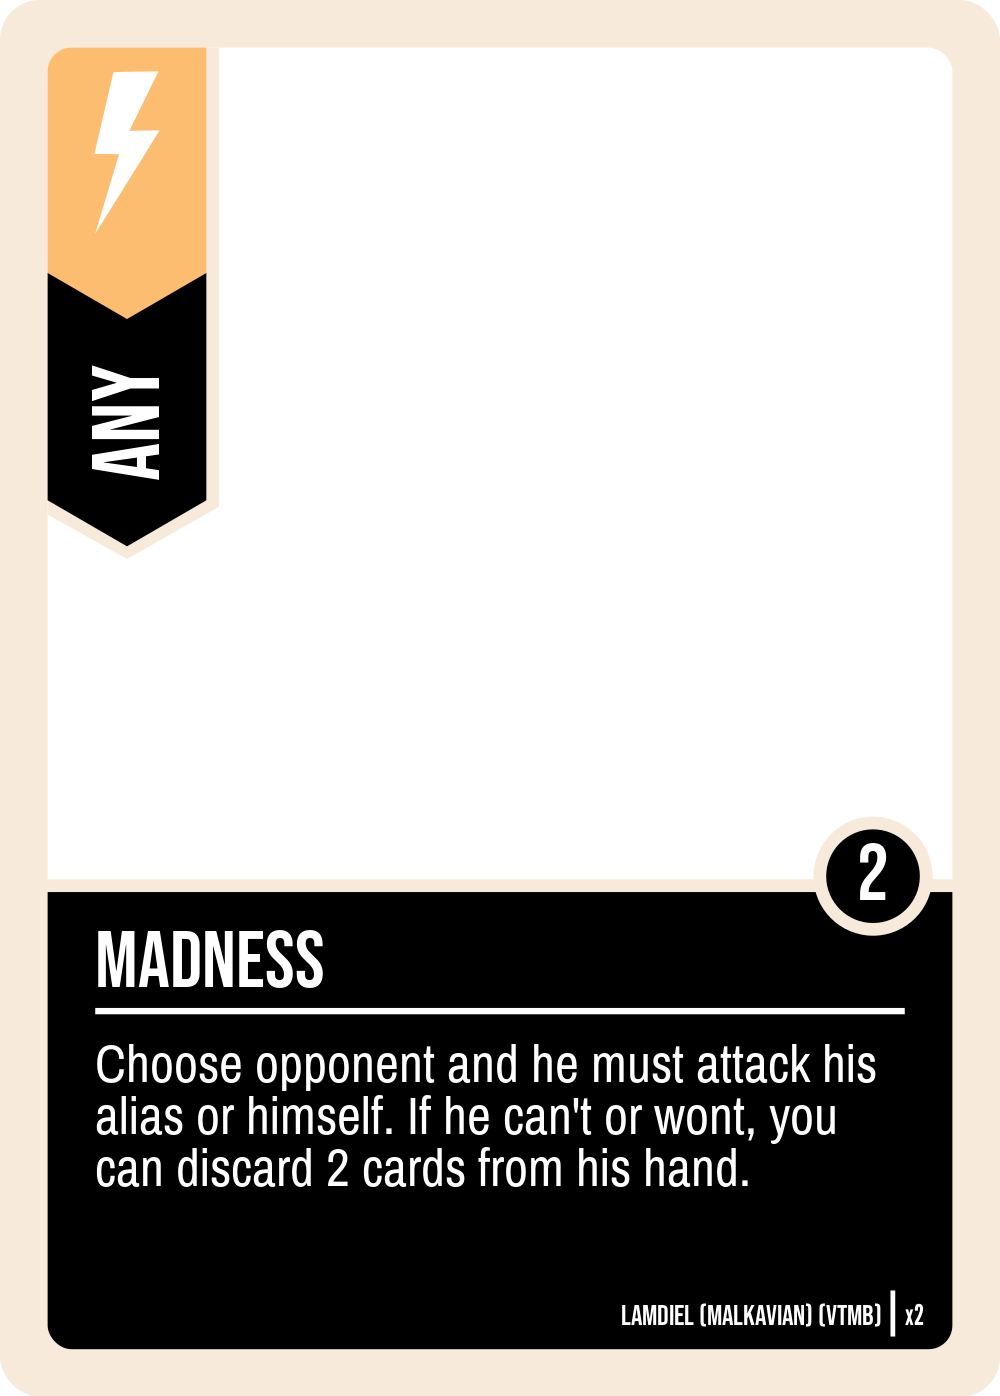 ANY
2
MADNESS
Choose opponent and he must attack his
alias or himself. If he can't or wont, you
can discard 2 cards from his hand.
LAMDIEL (MALKAVIAN) (VTMB) x2